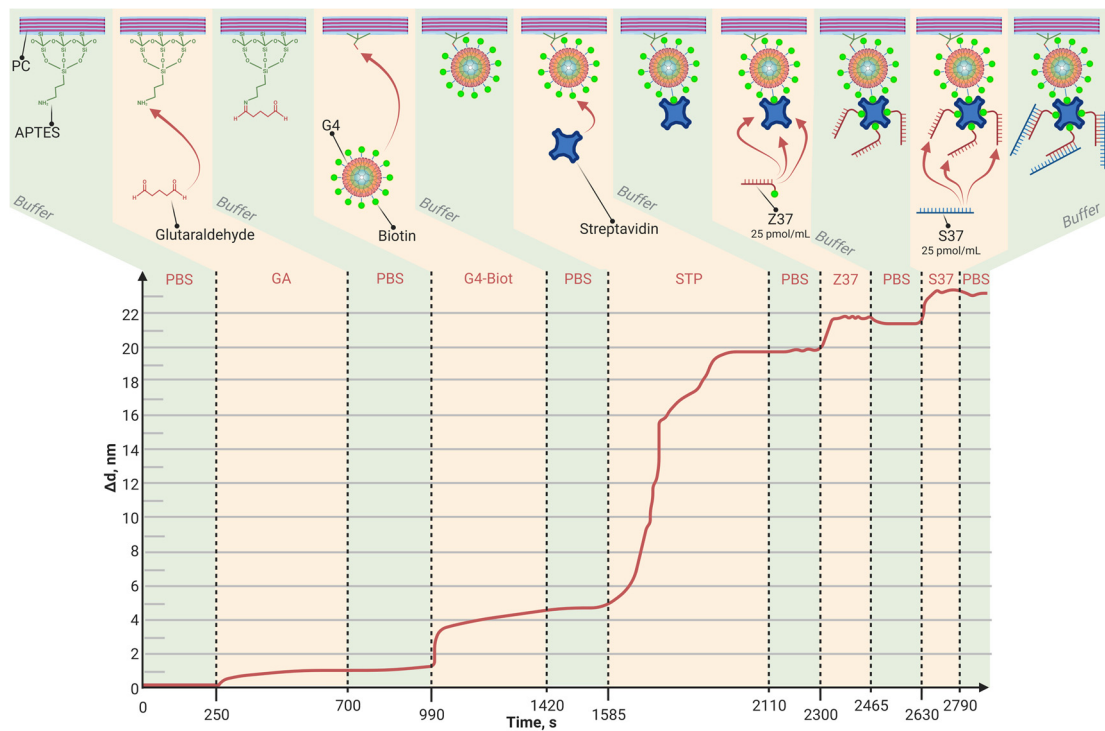 PC
APTES
Buffer
Glutaraldehyde
Buffer
G4
Biotin
Buffer
Streptavidin
Buffer
Z37
25 pmol/mL
Buffer
S37
25 pmol/mL
Buffer
PBS
GA
PBS
G4-Biot
PBS
STP
PBS
Z37
PBS
S37
PBS
Δd, nm
22
20
18
16
14
12
10
8
6
4
2
0
0
250
700
990
1420
1585
2110
2300
2465
2630
2790
Time, s